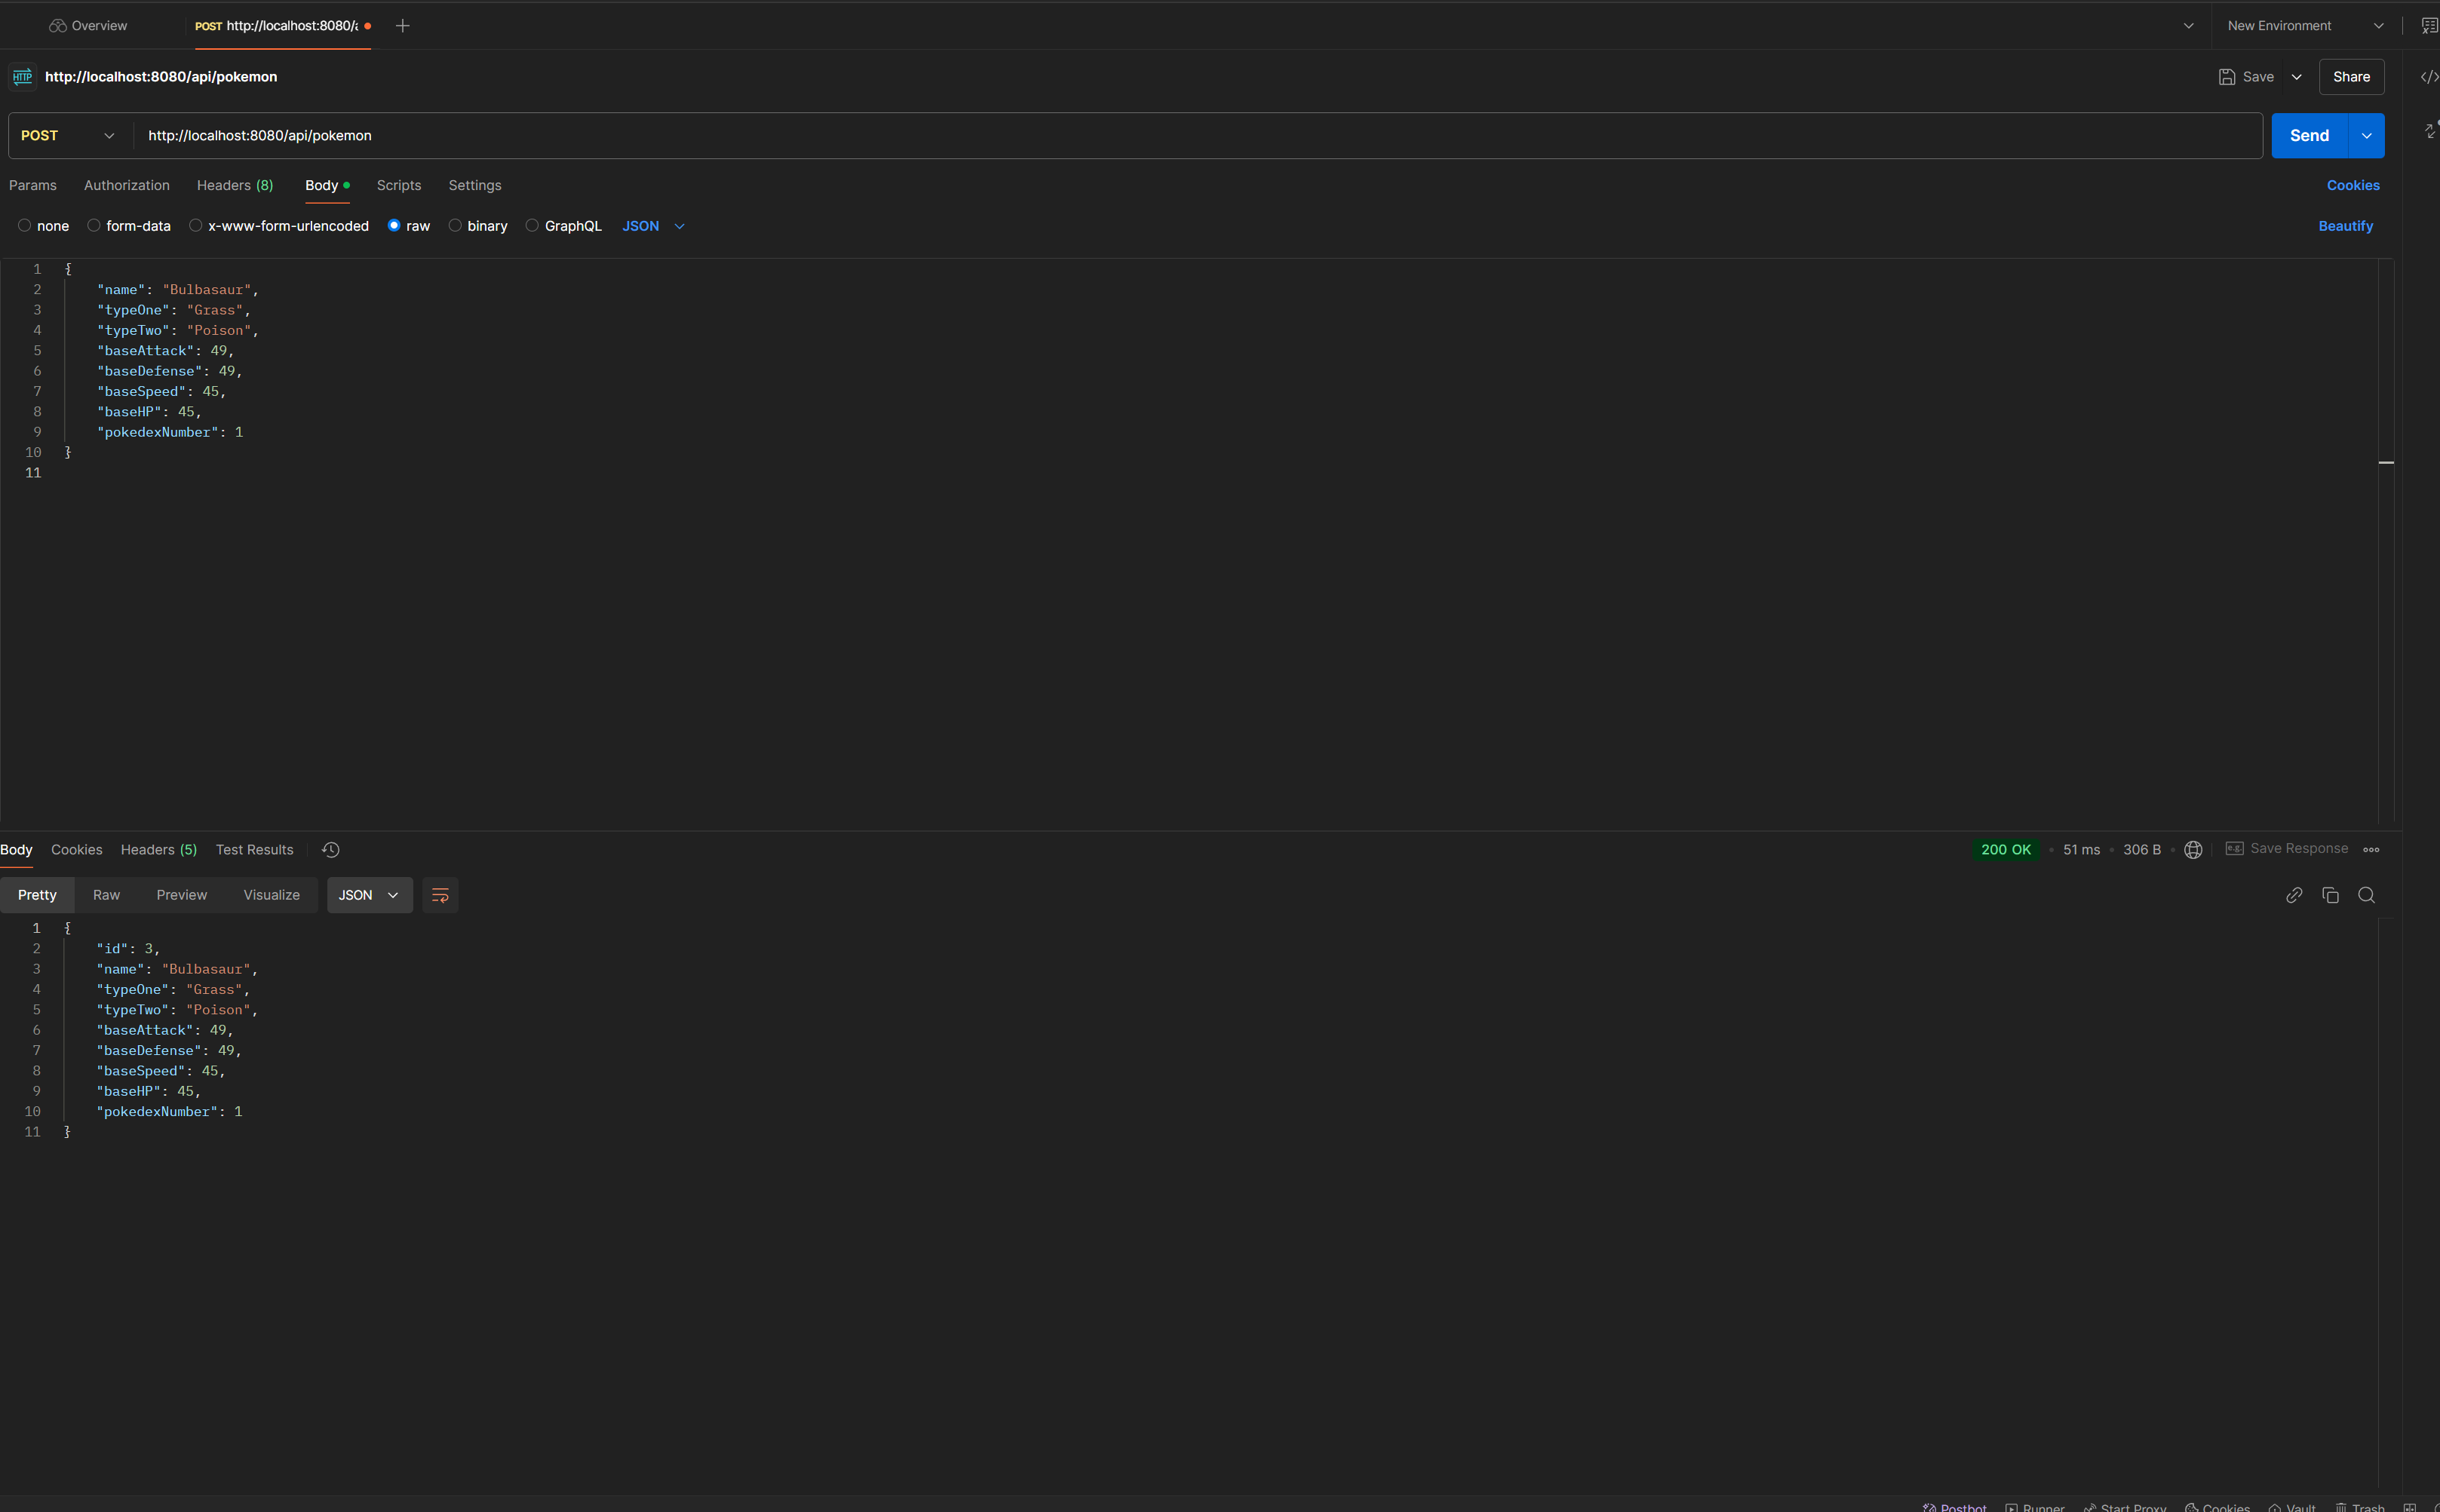 Overview
POST http://localhost:8080/a
New Environment
HTTP http://localhost:8080/api/pokemon
Save
Share
POST
http://localhost:8080/api/pokemon
Send
Params Authorization Headers (8) Body Scripts Settings
Cookies
none form-data x-www-form-urlencoded raw binary GraphQL JSON
Beautify
1 {
2 "name": "Bulbasaur",
3 "typeOne": "Grass",
4 "typeTwo": "Poison",
5 "baseAttack": 49,
6 "baseDefense": 49,
7 "baseSpeed": 45,
8 "baseHP": 45,
9 "pokedexNumber": 1
10 }
11
Body Cookies Headers (5) Test Results
200 OK • 51 ms • 306 B •
e.g. Save Response
Pretty Raw Preview Visualize JSON
1 {
2 "id": 3,
3 "name": "Bulbasaur",
4 "typeOne": "Grass",
5 "typeTwo": "Poison",
6 "baseAttack": 49,
7 "baseDefense": 49,
8 "baseSpeed": 45,
9 "baseHP": 45,
10 "pokedexNumber": 1
11 }
Postbot Runner Start Proxy Cookies Vault Trash